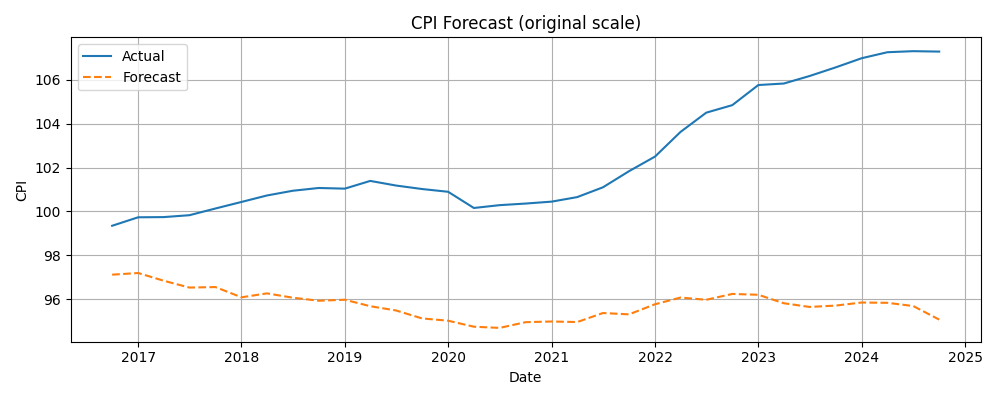 CPI Forecast (original scale)
Actual
Forecast
CPI
106
104
102
100
98
96
2017 2018 2019 2020 2021 2022 2023 2024 2025
Date